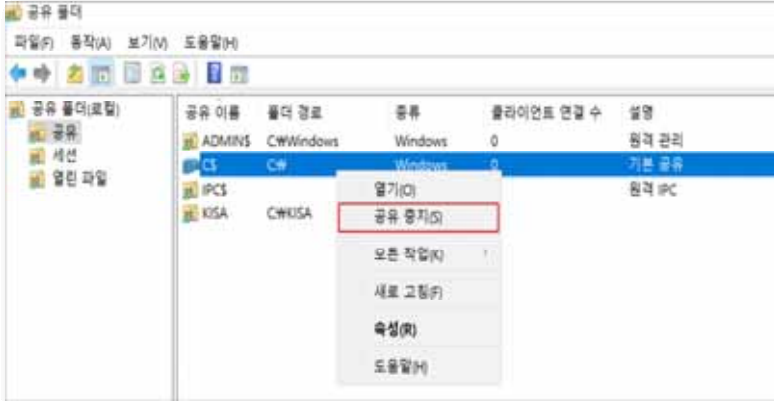 공유 폴더
파일(F) 동작(A) 보기(V) 도움말(H)
공유 폴더(로컬)
공유
세션
열린 파일
공유 이름 폴더 경로 종류 클라이언트 연결 수 설명
ADMIN$ C:₩Windows Windows 0 원격 관리
C$ C:₩ Windows 0 기본 공유
IPC$ 원격 IPC
KISA C:₩KISA
열기(O)
공유 중지(S)
모든 작업(K)
새로 고침(F)
속성(R)
도움말(H)